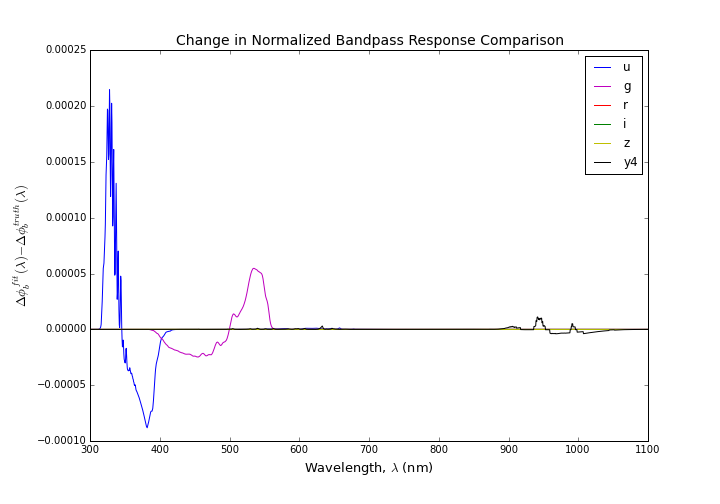 Change in Normalized Bandpass Response Comparison
0.00025
0.00020
0.00015
0.00010
0.00005
0.00000
−0.00005
−0.00010
Δϕ_b^{fit}(λ)−Δϕ_b^{truth}(λ)
u
g
r
i
z
y4
300 400 500 600 700 800 900 1000 1100
Wavelength, λ (nm)